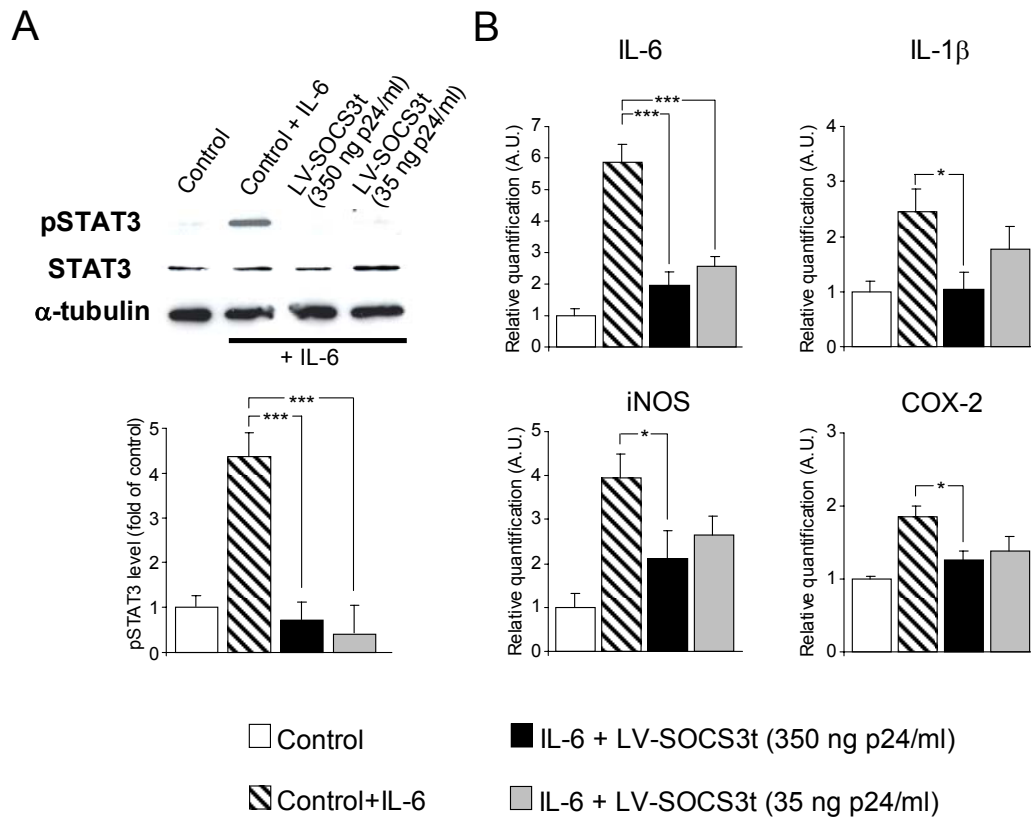 A
Control
Control + IL-6
LV-SOCS3t
(350 ng p24/ml)
LV-SOCS3t
(35 ng p24/ml)
pSTAT3
STAT3
α-tubulin
+ IL-6
pSTAT3 level (fold of control)
5
4
2
1
0
***
***
B
IL-6
Relative quantification (A.U.)
7
6
5
4
3
2
1
0
***
***
IL-1β
Relative quantification (A.U.)
4
3
2
1
0
*
iNOS
Relative quantification (A.U.)
5
4
3
2
1
0
*
COX-2
Relative quantification (A.U.)
3
2
1
0
*
Control
Control+IL-6
IL-6 + LV-SOCS3t (350 ng p24/ml)
IL-6 + LV-SOCS3t (35 ng p24/ml)